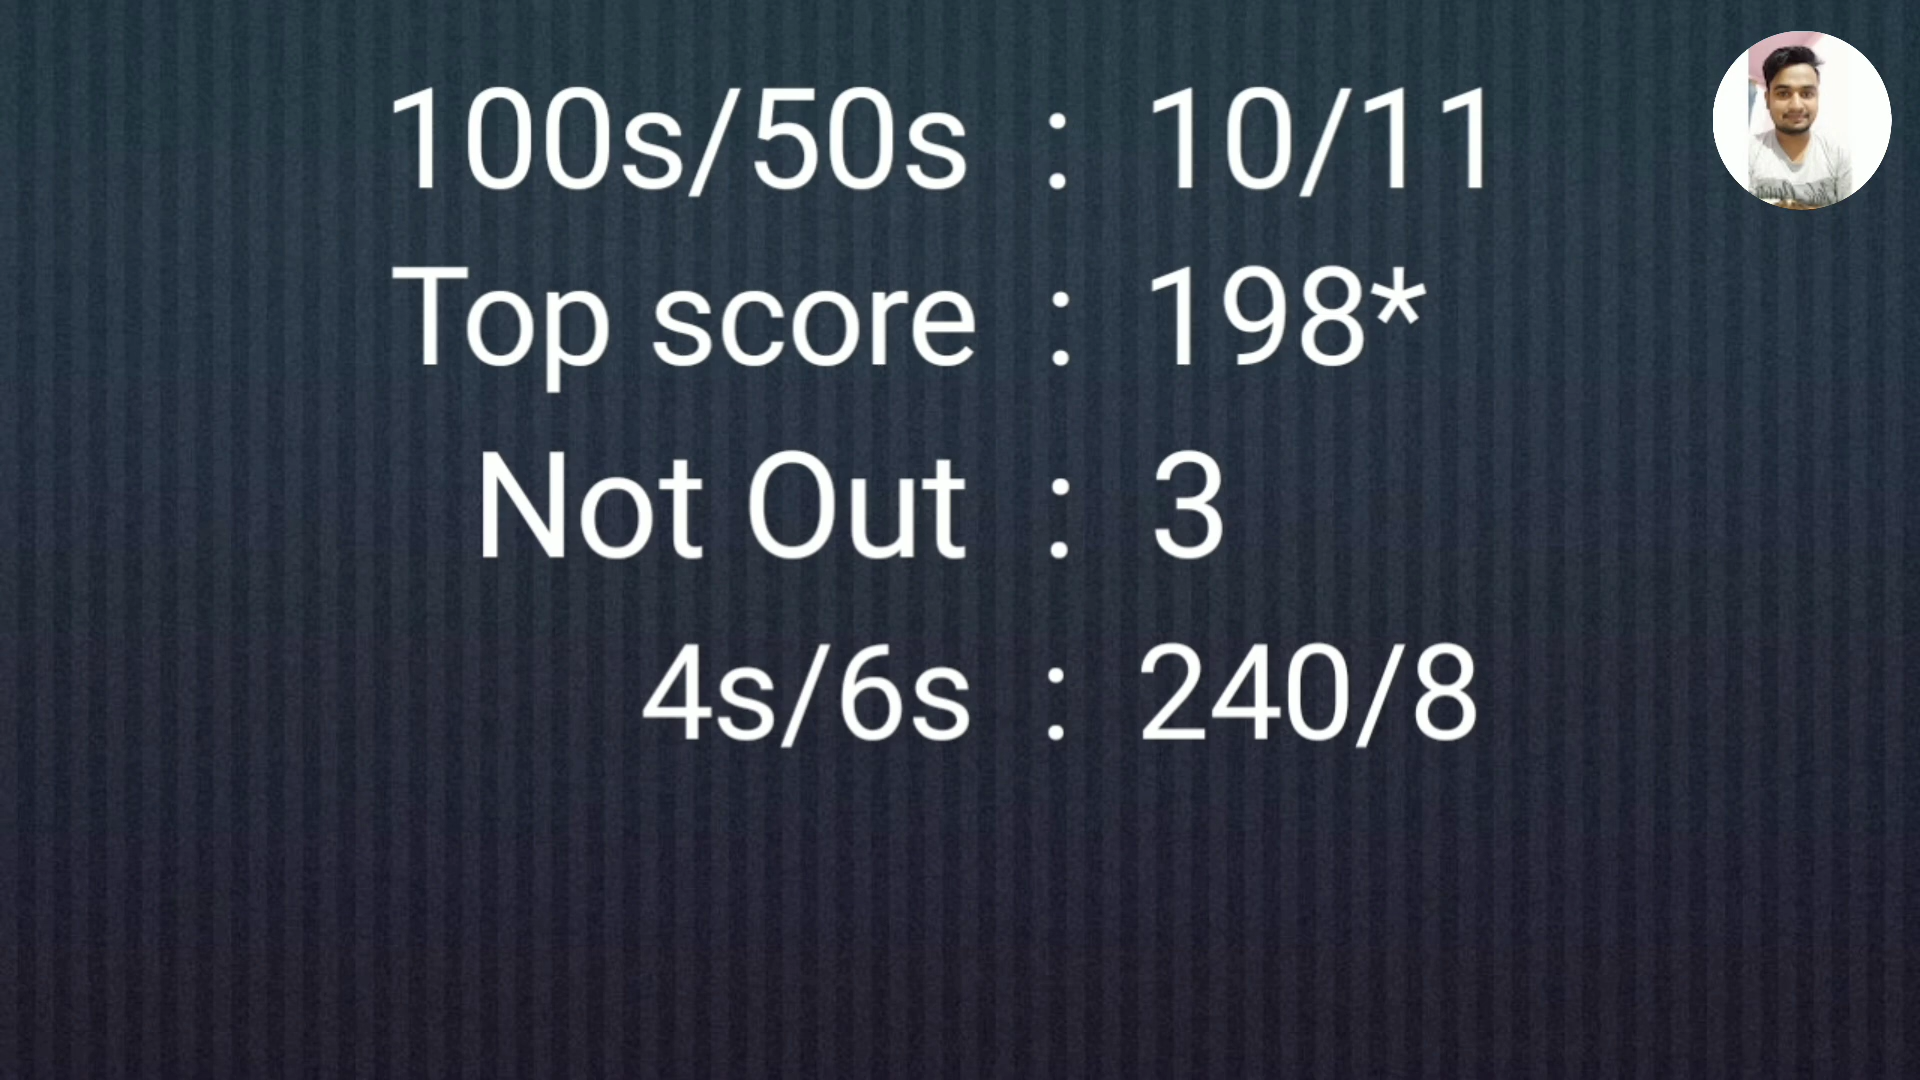 100s/50s : 10/11
Top score : 198*
Not Out : 3
4s/6s : 240/8